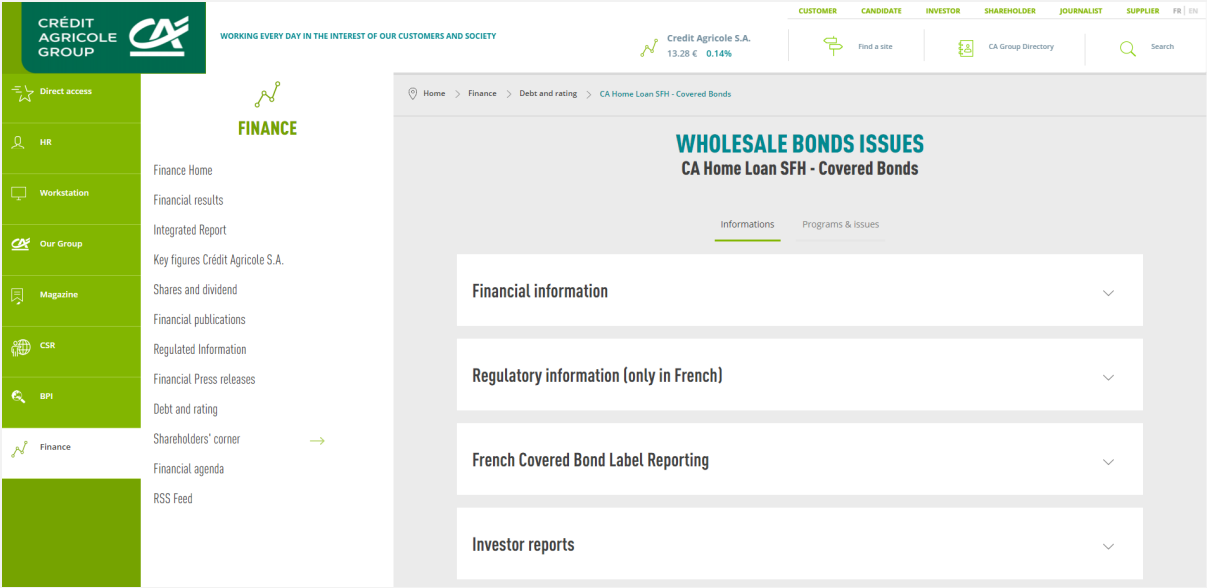 CRÉDIT
AGRICOLE
GROUP
WORKING EVERY DAY IN THE INTEREST OF OUR CUSTOMERS AND SOCIETY
CUSTOMER CANDIDATE INVESTOR SHAREHOLDER JOURNALIST SUPPLIER FR | EN
Credit Agricole S.A.
13.28 € 0.14%
Find a site
CA Group Directory
Search
Direct access
HR
Workstation
Our Group
Magazine
CSR
BPI
Finance
FINANCE
Finance Home
Financial results
Integrated Report
Key figures Crédit Agricole S.A.
Shares and dividend
Financial publications
Regulated Information
Financial Press releases
Debt and rating
Shareholders' corner
Financial agenda
RSS Feed
Home > Finance > Debt and rating > CA Home Loan SFH - Covered Bonds
WHOLESALE BONDS ISSUES
CA Home Loan SFH - Covered Bonds
Informations Programs & issues
Financial information
Regulatory information (only in French)
French Covered Bond Label Reporting
Investor reports